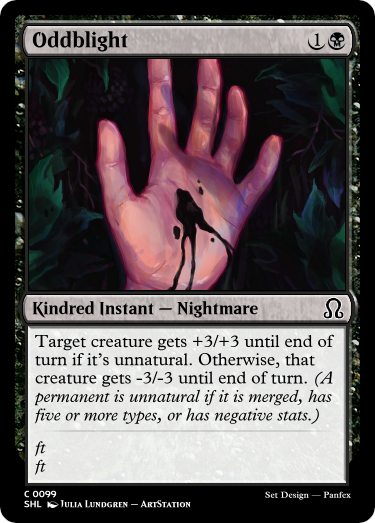 Oddblight 1
Kindred Instant — Nightmare
Target creature gets +3/+3 until end of
turn if it's unnatural. Otherwise, that
creature gets -3/-3 until end of turn. (A
permanent is unnatural if it is merged, has
five or more types, or has negative stats.)
ft
ft
C 0099
SHL Julia Lundgren — ArtStation
Set Design — Panfex